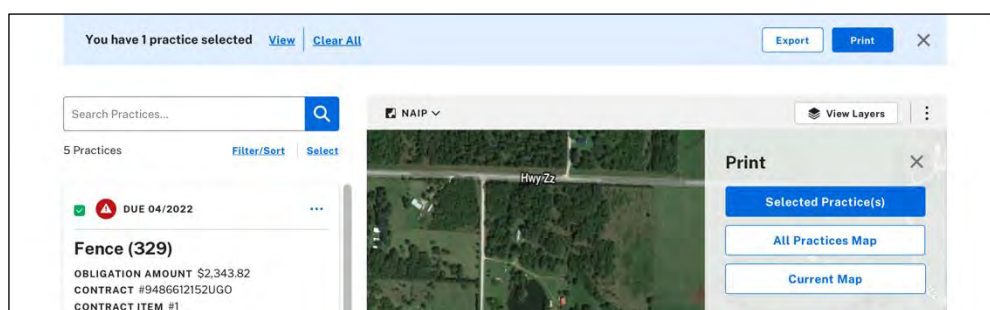 You have 1 practice selected View Clear All Export Print
Search Practices...
NAIP View Layers
5 Practices Filter/Sort Select
Print
Hwy Zz
DUE 04/2022
Selected Practice(s)
Fence (329)
All Practices Map
OBLIGATION AMOUNT $2,343.82
CONTRACT #9486612152UGO
Current Map
CONTRACT ITEM #1